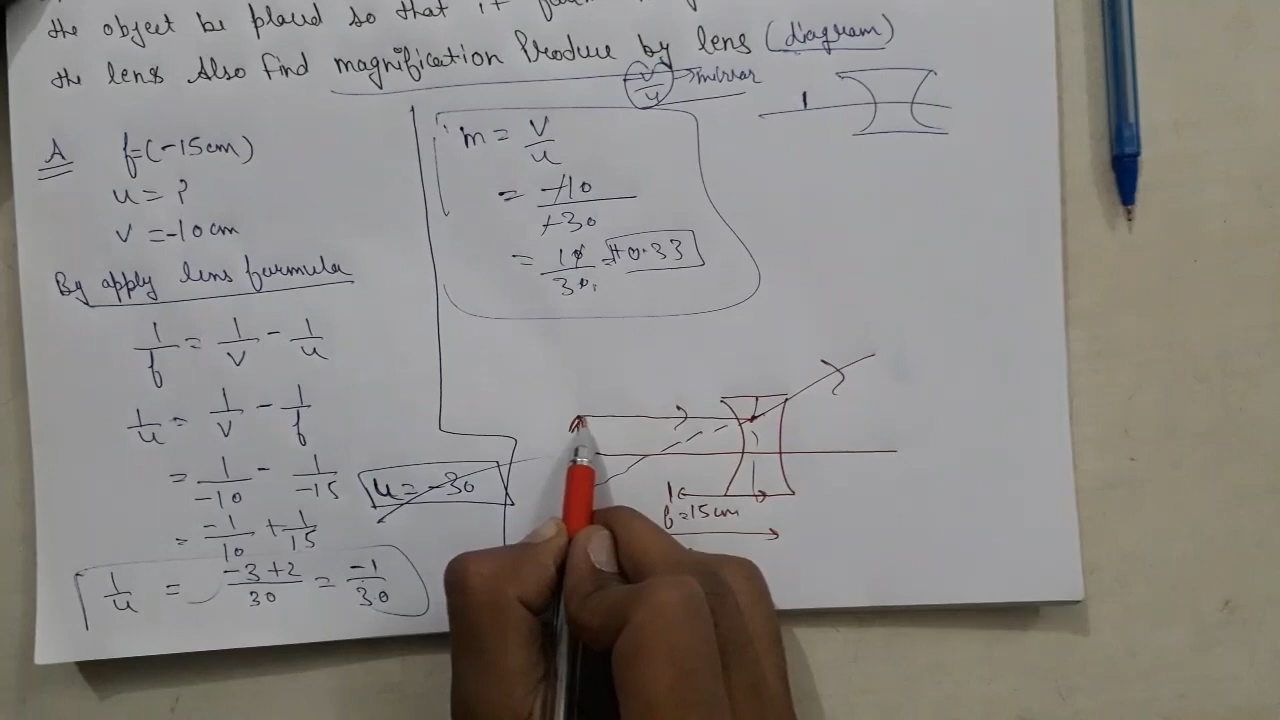 the object be placed so that it
the lens Also find magnification Produce by lens (diagram)
v/u → mirror
A f=(-15cm)
u = ?
v = -10cm
By apply lens formula
1/f = 1/v - 1/u
1/u = 1/v - 1/f
= 1/-10 - 1/-15
= -1/10 + 1/15
1/u = -3+2/30 = -1/30
u = -30
m = v/u
= -10/-30
= 10/30 = +0.33
f=15cm